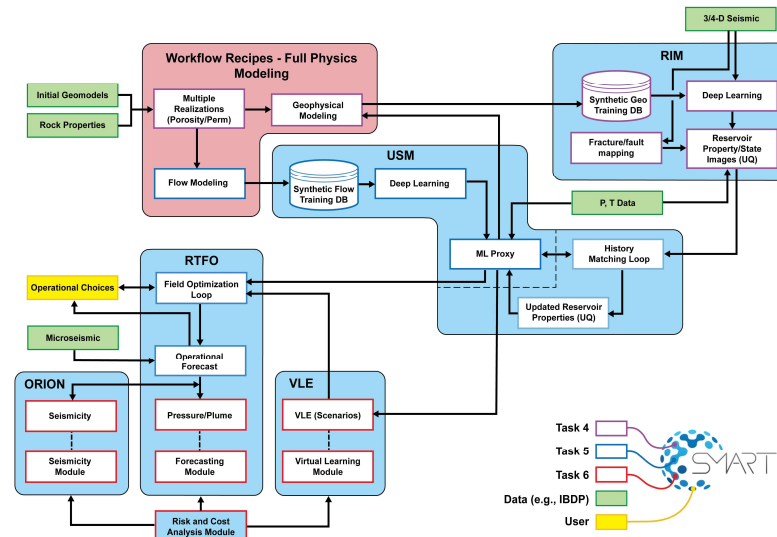 3/4-D Seismic
Workflow Recipes - Full Physics
Modeling
RIM
Initial Geomodels
Rock Properties
Multiple
Realizations
(Porosity/Perm)
Geophysical
Modeling
Synthetic Geo
Training DB
Deep Learning
Fracture/fault
mapping
Reservoir
Property/State
Images (UQ)
USM
Flow Modeling
Synthetic Flow
Training DB
Deep Learning
P, T Data
RTFO
ML Proxy
History
Matching Loop
Operational Choices
Field Optimization
Loop
Updated Reservoir
Properties (UQ)
Microseismic
Operational
Forecast
ORION
VLE
Seismicity
Pressure/Plume
VLE (Scenarios)
Seismicity
Module
Forecasting
Module
Virtual Learning
Module
Risk and Cost
Analysis Module
Task 4
Task 5
Task 6
Data (e.g., IBDP)
User
SMART